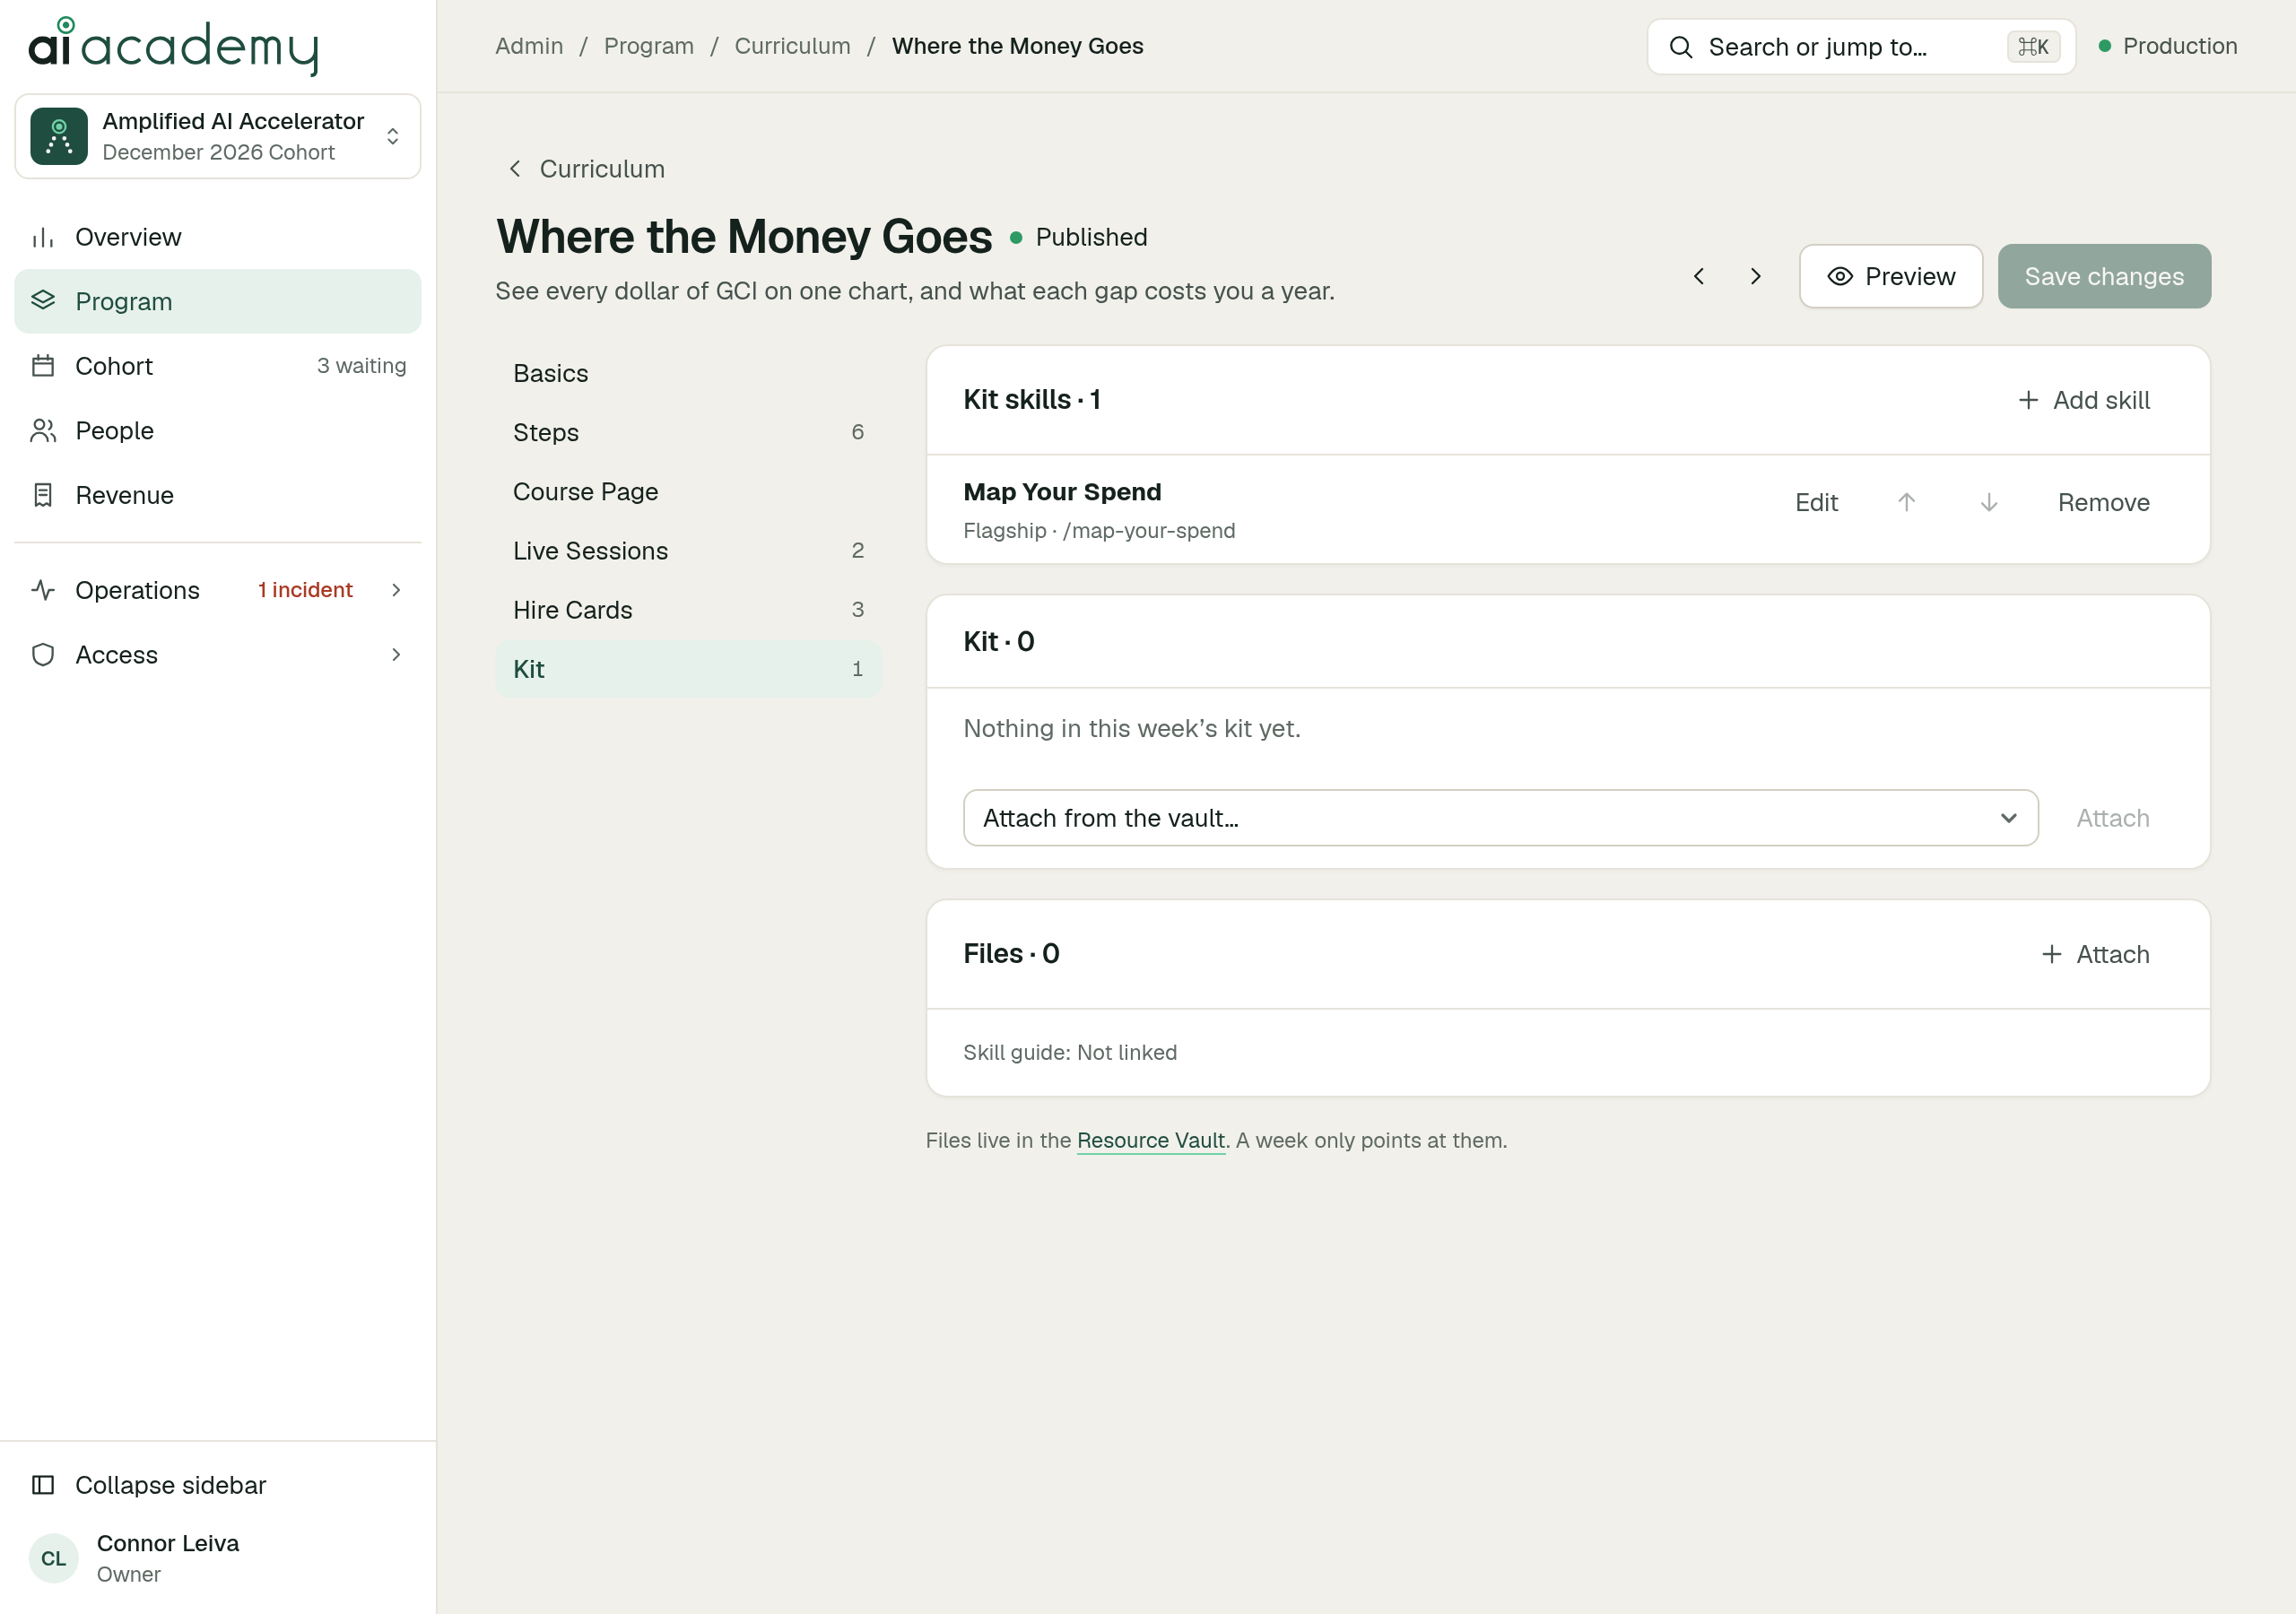 ai academy
Amplified AI Accelerator
December 2026 Cohort
Overview
Program
Cohort 3 waiting
People
Revenue
Operations 1 incident
Access
Collapse sidebar
CL
Connor Leiva
Owner
Admin / Program / Curriculum / Where the Money Goes
Search or jump to… ⌘K
Production
Curriculum
Where the Money Goes Published
See every dollar of GCI on one chart, and what each gap costs you a year.
Preview
Save changes
Basics
Steps 6
Course Page
Live Sessions 2
Hire Cards 3
Kit 1
Kit skills · 1
Add skill
Map Your Spend
Flagship · /map-your-spend
Edit
Remove
Kit · 0
Nothing in this week’s kit yet.
Attach from the vault…
Attach
Files · 0
Attach
Skill guide: Not linked
Files live in the Resource Vault. A week only points at them.